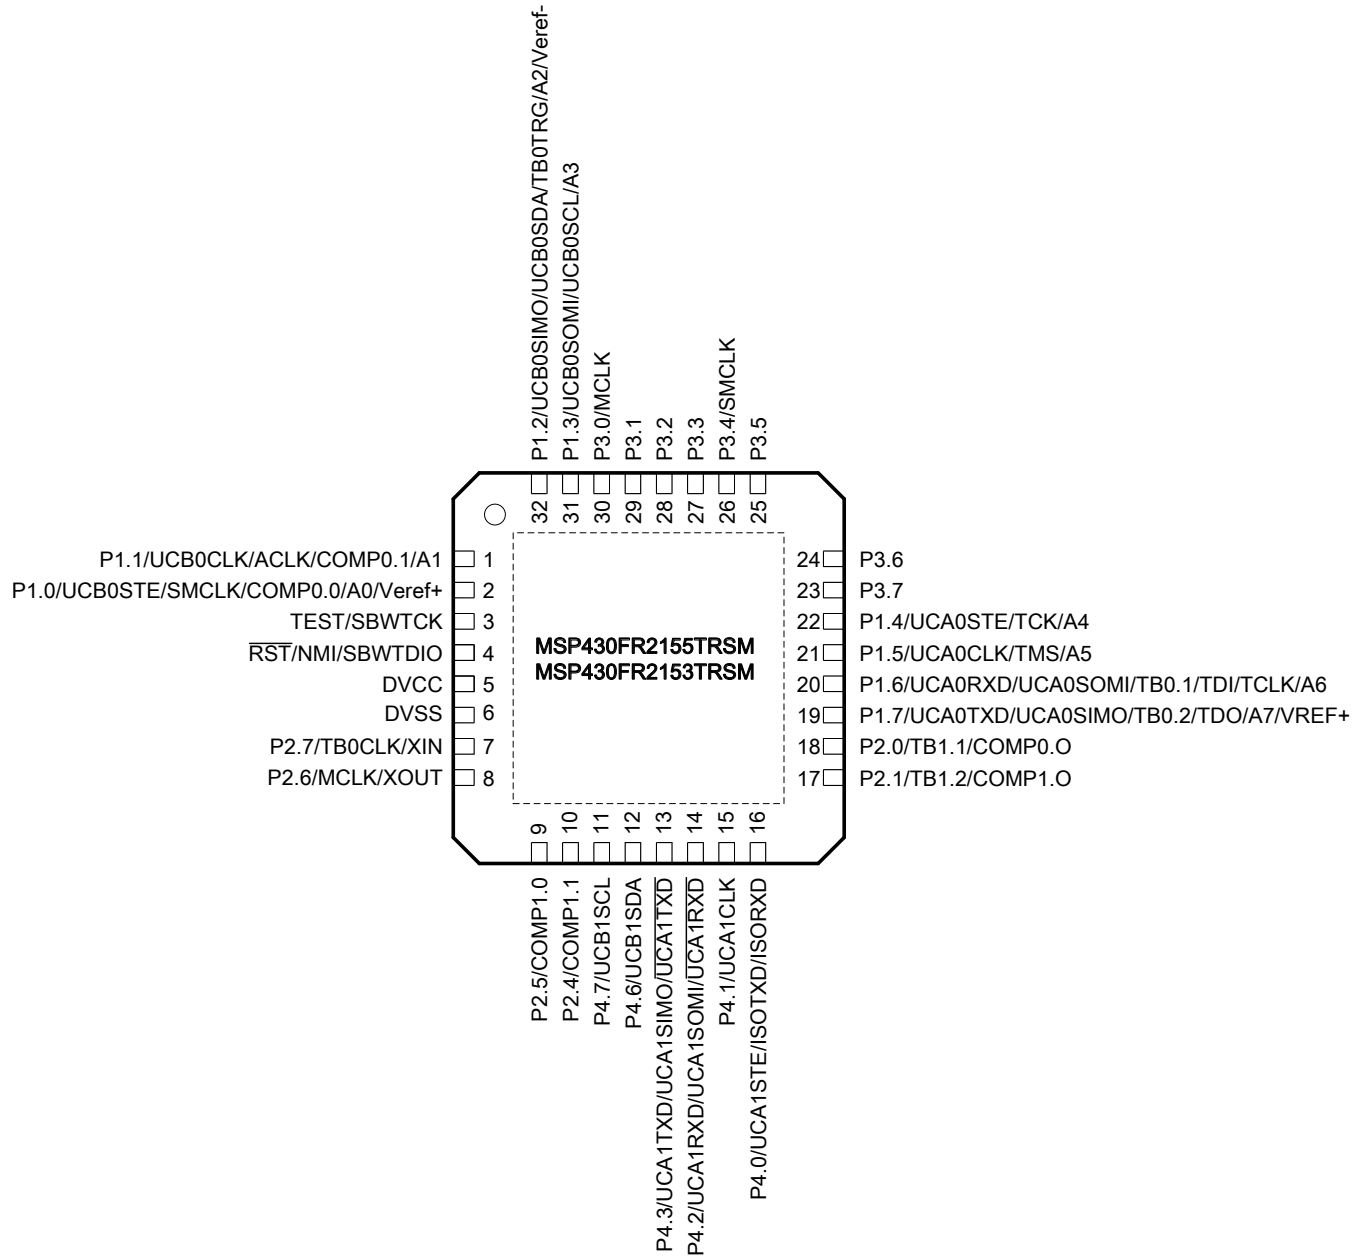 P1.2/UCB0SIMO/UCB0SDA/TB0TRG/A2/Veref-
P1.3/UCB0SOMI/UCB0SCL/A3
P3.0/MCLK
P3.1
P3.2
P3.3
P3.4/SMCLK
P3.5
32
31
30
29
28
27
26
25
P1.1/UCB0CLK/ACLK/COMP0.1/A1 1
P1.0/UCB0STE/SMCLK/COMP0.0/A0/Veref+ 2
TEST/SBWTCK 3
RST/NMI/SBWTDIO 4
DVCC 5
DVSS 6
P2.7/TB0CLK/XIN 7
P2.6/MCLK/XOUT 8
MSP430FR2155TRSM
MSP430FR2153TRSM
24 P3.6
23 P3.7
22 P1.4/UCA0STE/TCK/A4
21 P1.5/UCA0CLK/TMS/A5
20 P1.6/UCA0RXD/UCA0SOMI/TB0.1/TDI/TCLK/A6
19 P1.7/UCA0TXD/UCA0SIMO/TB0.2/TDO/A7/VREF+
18 P2.0/TB1.1/COMP0.O
17 P2.1/TB1.2/COMP1.O
9
10
11
12
13
14
15
16
P2.5/COMP1.0
P2.4/COMP1.1
P4.7/UCB1SCL
P4.6/UCB1SDA
P4.3/UCA1TXD/UCA1SIMO/UCA1TXD
P4.2/UCA1RXD/UCA1SOMI/UCA1RXD
P4.1/UCA1CLK
P4.0/UCA1STE/ISOTXD/ISORXD